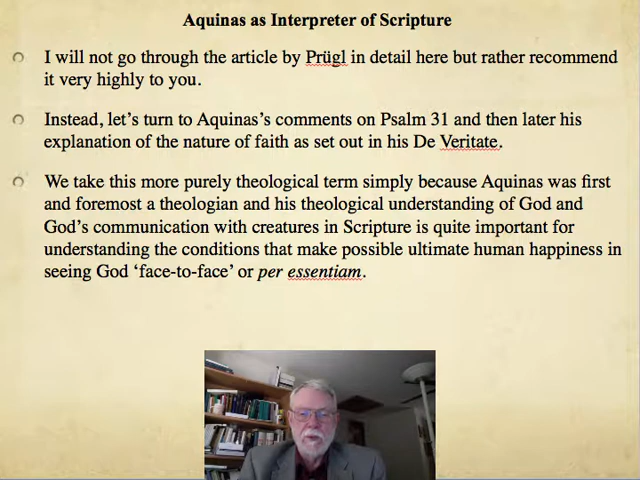 Aquinas as Interpreter of Scripture
I will not go through the article by Prügl in detail here but rather recommend
it very highly to you.
Instead, let’s turn to Aquinas’s comments on Psalm 31 and then later his
explanation of the nature of faith as set out in his De Veritate.
We take this more purely theological term simply because Aquinas was first
and foremost a theologian and his theological understanding of God and
God’s communication with creatures in Scripture is quite important for
understanding the conditions that make possible ultimate human happiness in
seeing God ‘face-to-face’ or per essentiam.